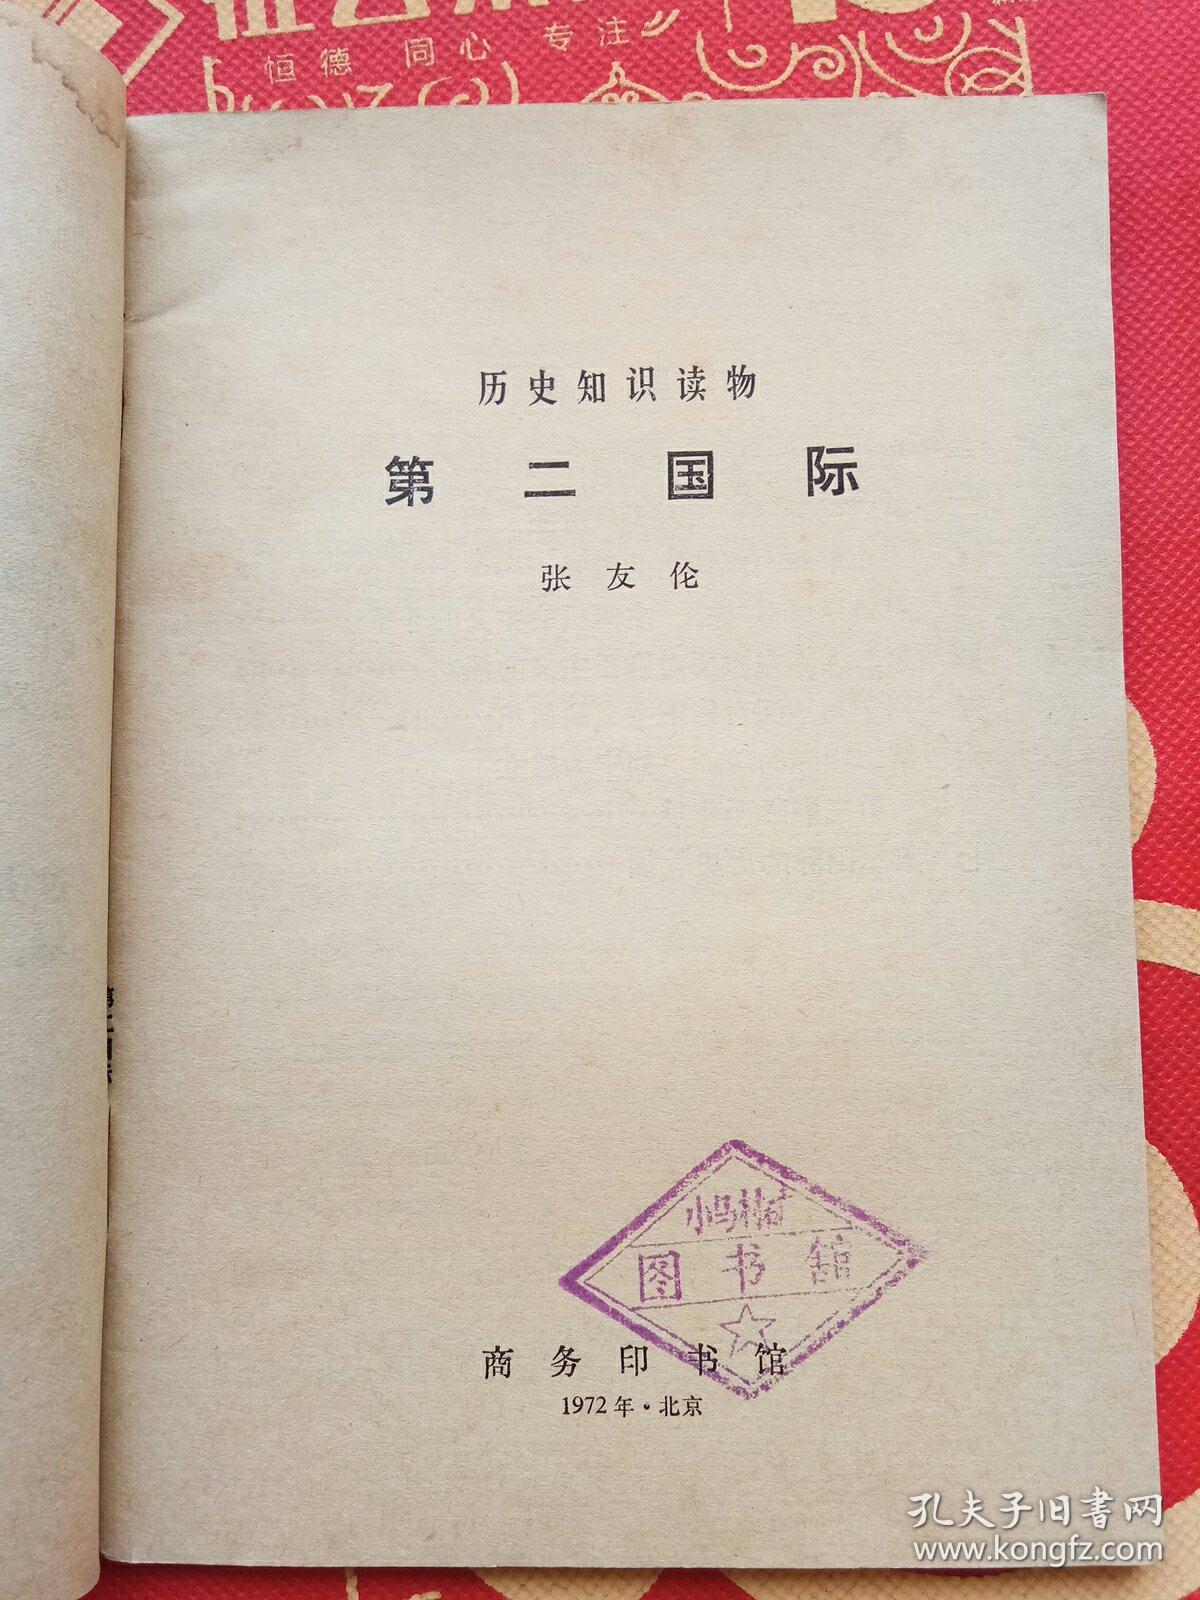 恒德 同心 专注
历史知识读物
第二国际
张友伦
图书馆
商务印书馆
1972年·北京
孔夫子旧书网
www.kongfz.com